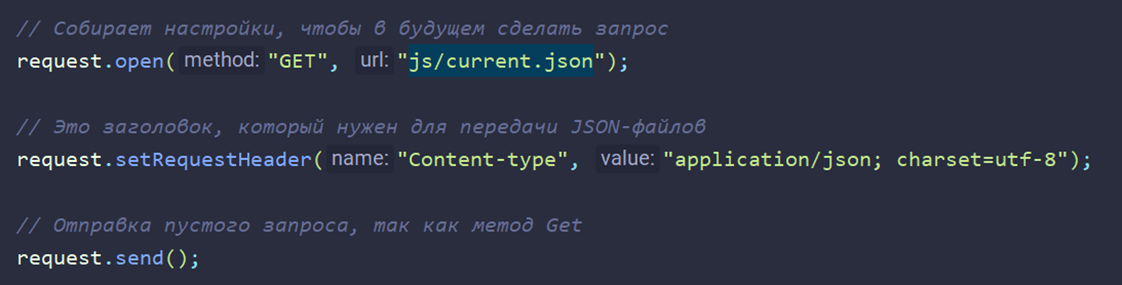 // Собирает настройки, чтобы в будущем сделать запрос
request.open( method: "GET", url: "js/current.json");
// Это заголовок, который нужен для передачи JSON-файлов
request.setRequestHeader( name: "Content-type", value: "application/json; charset=utf-8");
// Отправка пустого запроса, так как метод Get
request.send();